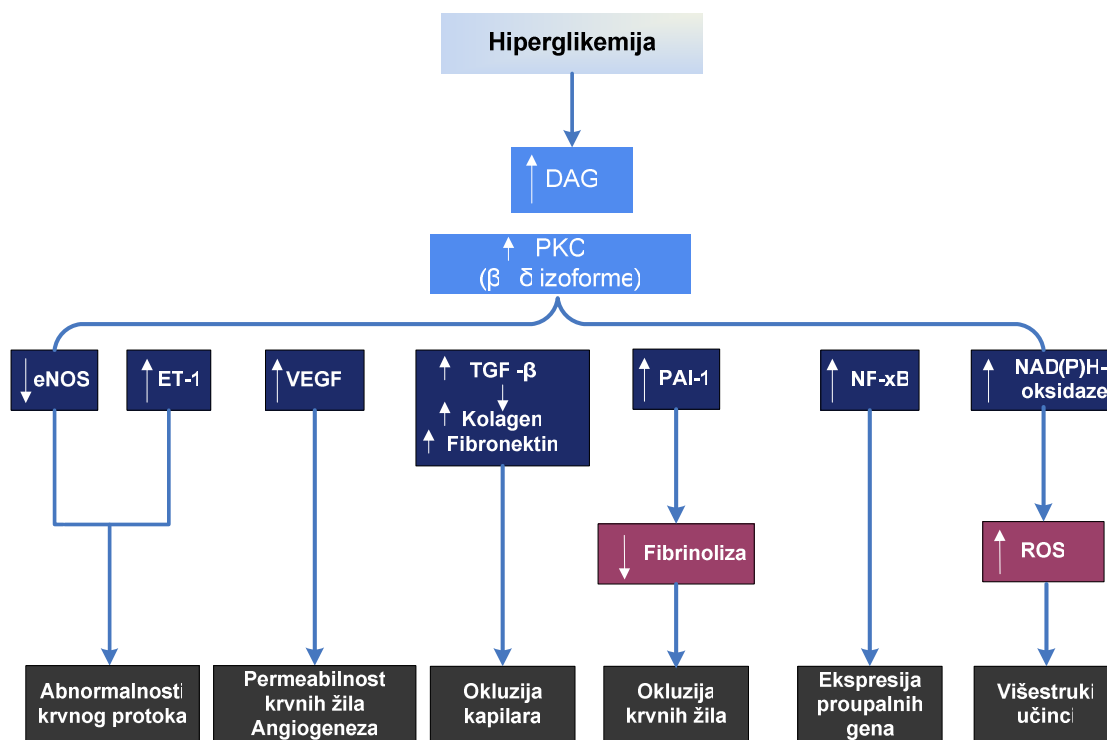 Hiperglikemija
DAG
PKC
(β δ izoforme)
eNOS
ET-1
VEGF
TGF -β
Kolagen
Fibronektin
PAI-1
NF-xB
NAD(P)H-
oksidaze
Fibrinoliza
ROS
Abnormalnosti
krvnog protoka
Permeabilnost
krvnih žila
Angiogeneza
Okluzija
kapilara
Okluzija
krvnih žila
Ekspresija
proupalnih
gena
Višestruki
učinci